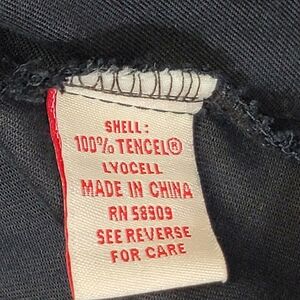 SHELL:
100% TENCEL®
LYOCELL
MADE IN CHINA
RN 58909
SEE REVERSE
FOR CARE